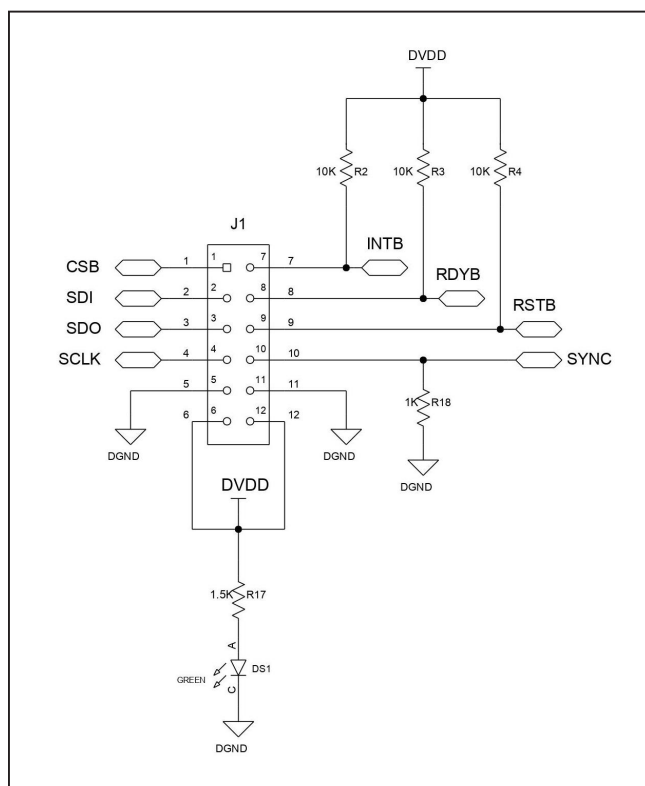 DVDD
10K R2
10K R3
10K R4
J1
INTB
CSB 1 1 7 7
RDYB
SDI 2 2 8 8
RSTB
SDO 3 3 9 9
SCLK 4 4 10 10 SYNC
5 5 11 11
1K R18
6 6 12 12
DGND
DGND
DVDD
DGND
1.5K R17
A
DS1
GREEN
C
DGND